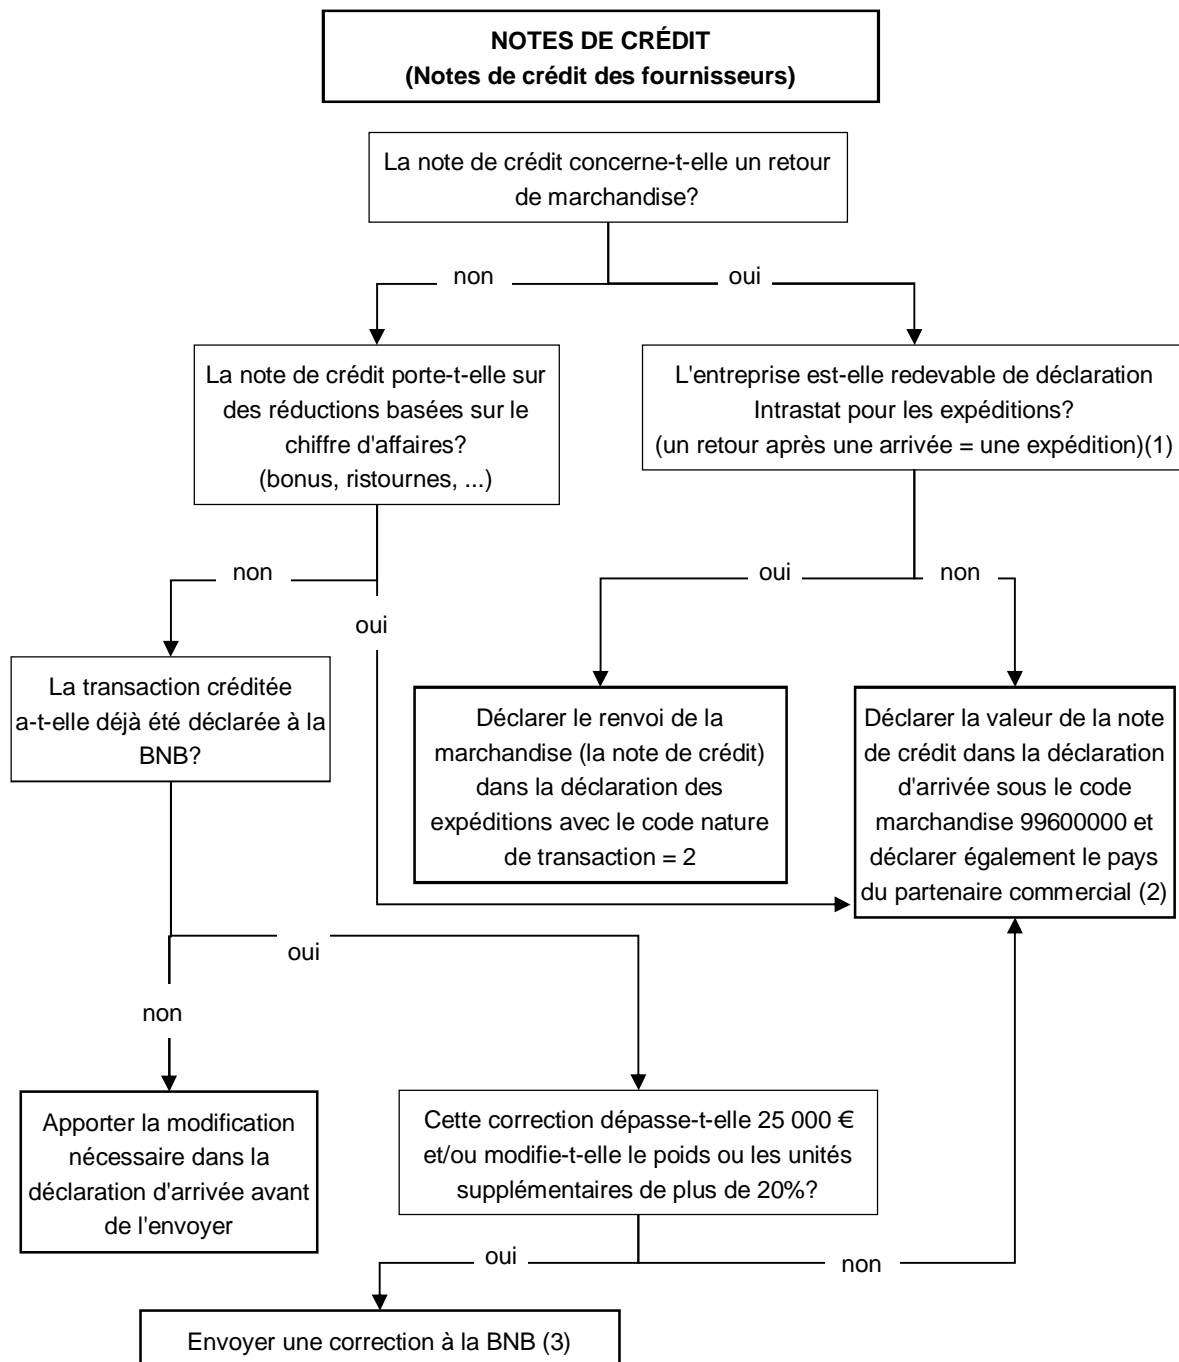 NOTES DE CRÉDIT
(Notes de crédit des fournisseurs)
La note de crédit concerne-t-elle un retour
de marchandise?
non
oui
La note de crédit porte-t-elle sur
des réductions basées sur le
chiffre d'affaires?
(bonus, ristournes, ...)
L'entreprise est-elle redevable de déclaration
Intrastat pour les expéditions?
(un retour après une arrivée = une expédition)(1)
non
oui
oui
non
La transaction créditée
a-t-elle déjà été déclarée à la
BNB?
Déclarer le renvoi de la
marchandise (la note de crédit)
dans la déclaration des
expéditions avec le code nature
de transaction = 2
Déclarer la valeur de la note
de crédit dans la déclaration
d'arrivée sous le code
marchandise 99600000 et
déclarer également le pays
du partenaire commercial (2)
oui
non
Apporter la modification
nécessaire dans la
déclaration d'arrivée avant
de l'envoyer
Cette correction dépasse-t-elle 25 000 €
et/ou modifie-t-elle le poids ou les unités
supplémentaires de plus de 20%?
oui
non
Envoyer une correction à la BNB (3)